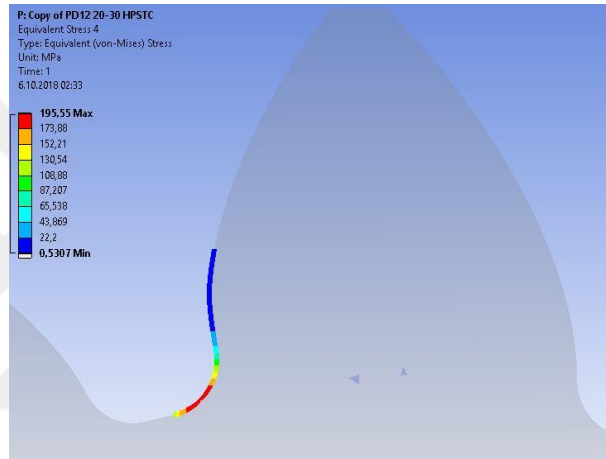 P: Copy of PD12 20-30 HPSTC
Equivalent Stress 4
Type: Equivalent (von-Mises) Stress
Unit: MPa
Time: 1
6.10.2018 02:33
195,55 Max
173,88
152,21
130,54
108,88
87,207
65,538
43,869
22,2
0,5307 Min